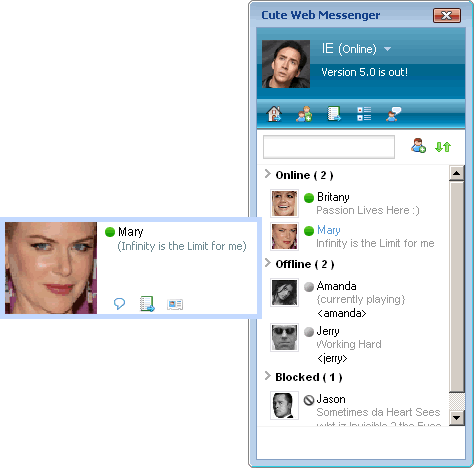 Cute Web Messenger
IE (Online)
Version 5.0 is out!
Online ( 2 )
Britany
Passion Lives Here :)
Mary
Infinity is the Limit for me
Mary
(Infinity is the Limit for me)
Offline ( 2 )
Amanda
{currently playing}
<amanda>
Jerry
Working Hard
<jerry>
Blocked ( 1 )
Jason
Sometimes da Heart Sees